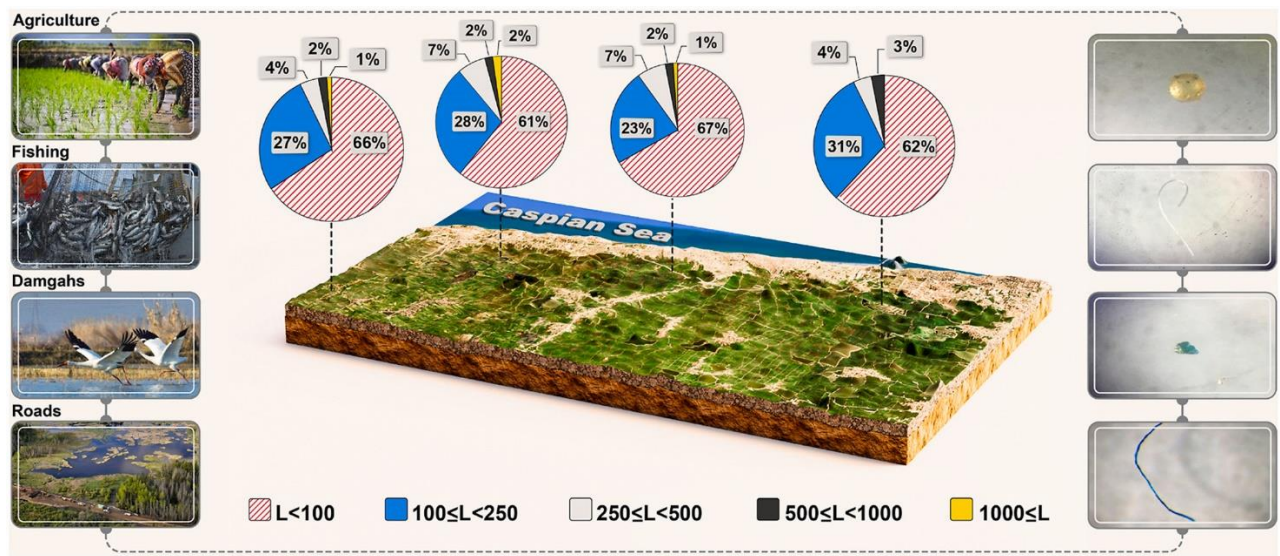 Agriculture
Fishing
Damgahs
Roads
4%
2%
1%
27%
66%
7%
2%
2%
28%
61%
7%
2%
1%
23%
67%
4%
3%
31%
62%
Caspian Sea
L<100
100≤L<250
250≤L<500
500≤L<1000
1000≤L